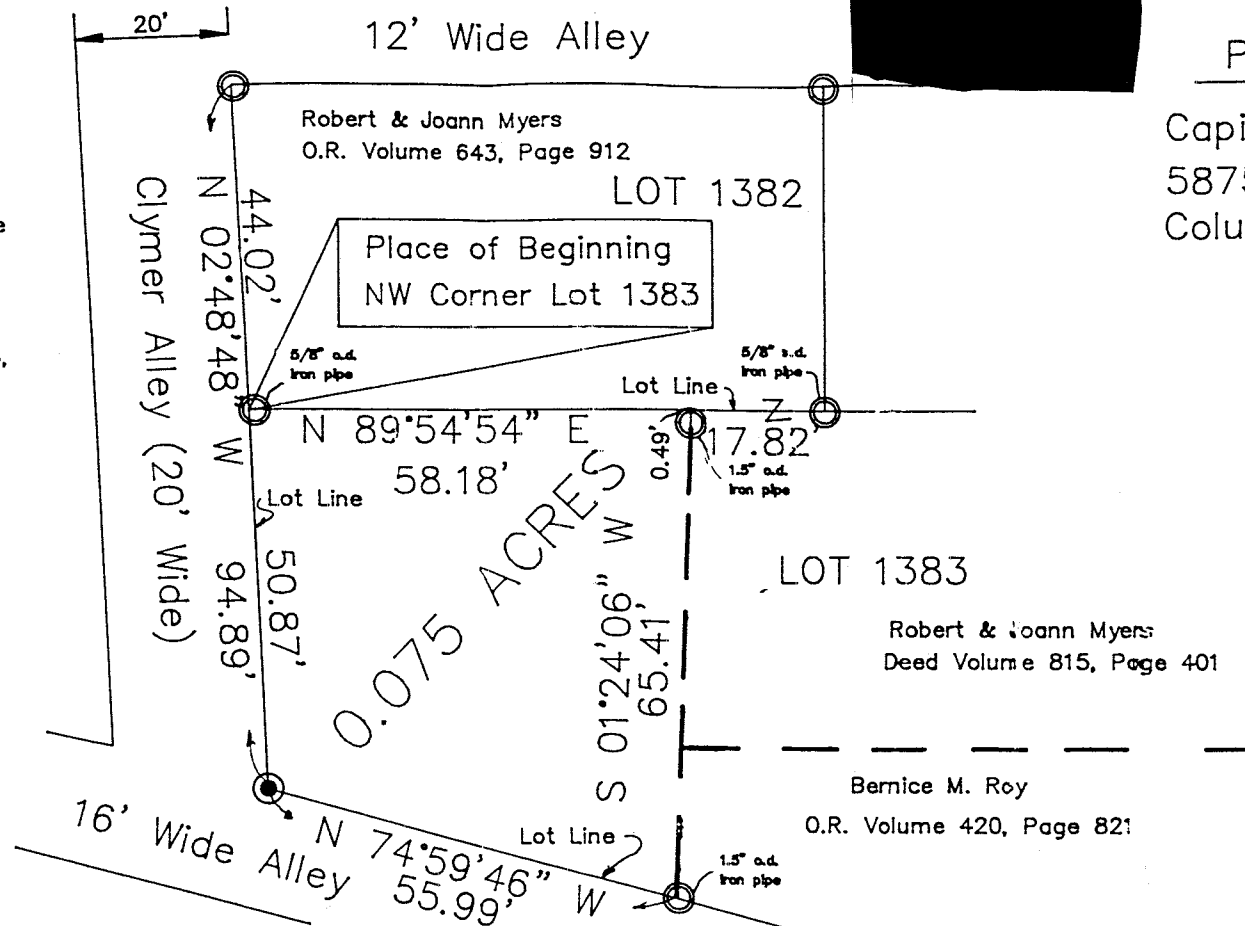 20'
12' Wide Alley
Robert & Joann Myers
O.R. Volume 643, Page 912
LOT 1382
Place of Beginning
NW Corner Lot 1383
Clymer Alley (20' Wide)
N 02°48'48" W
44.02'
5/8" o.d.
iron pipe
5/8" o.d.
iron pipe
Lot Line
N 89°54'54" E
58.18'
0.49'
17.82'
1.5" o.d.
iron pipe
Lot Line
50.87'
94.89'
0.075 ACRES
S 01°24'06" W
65.41'
LOT 1383
Robert & Joann Myers
Deed Volume 815, Page 401
Bernice M. Roy
O.R. Volume 420, Page 821
16' Wide Alley
N 74°59'46" W
55.99'
Lot Line
1.5" o.d.
iron pipe
P
Capi
5875
Colu